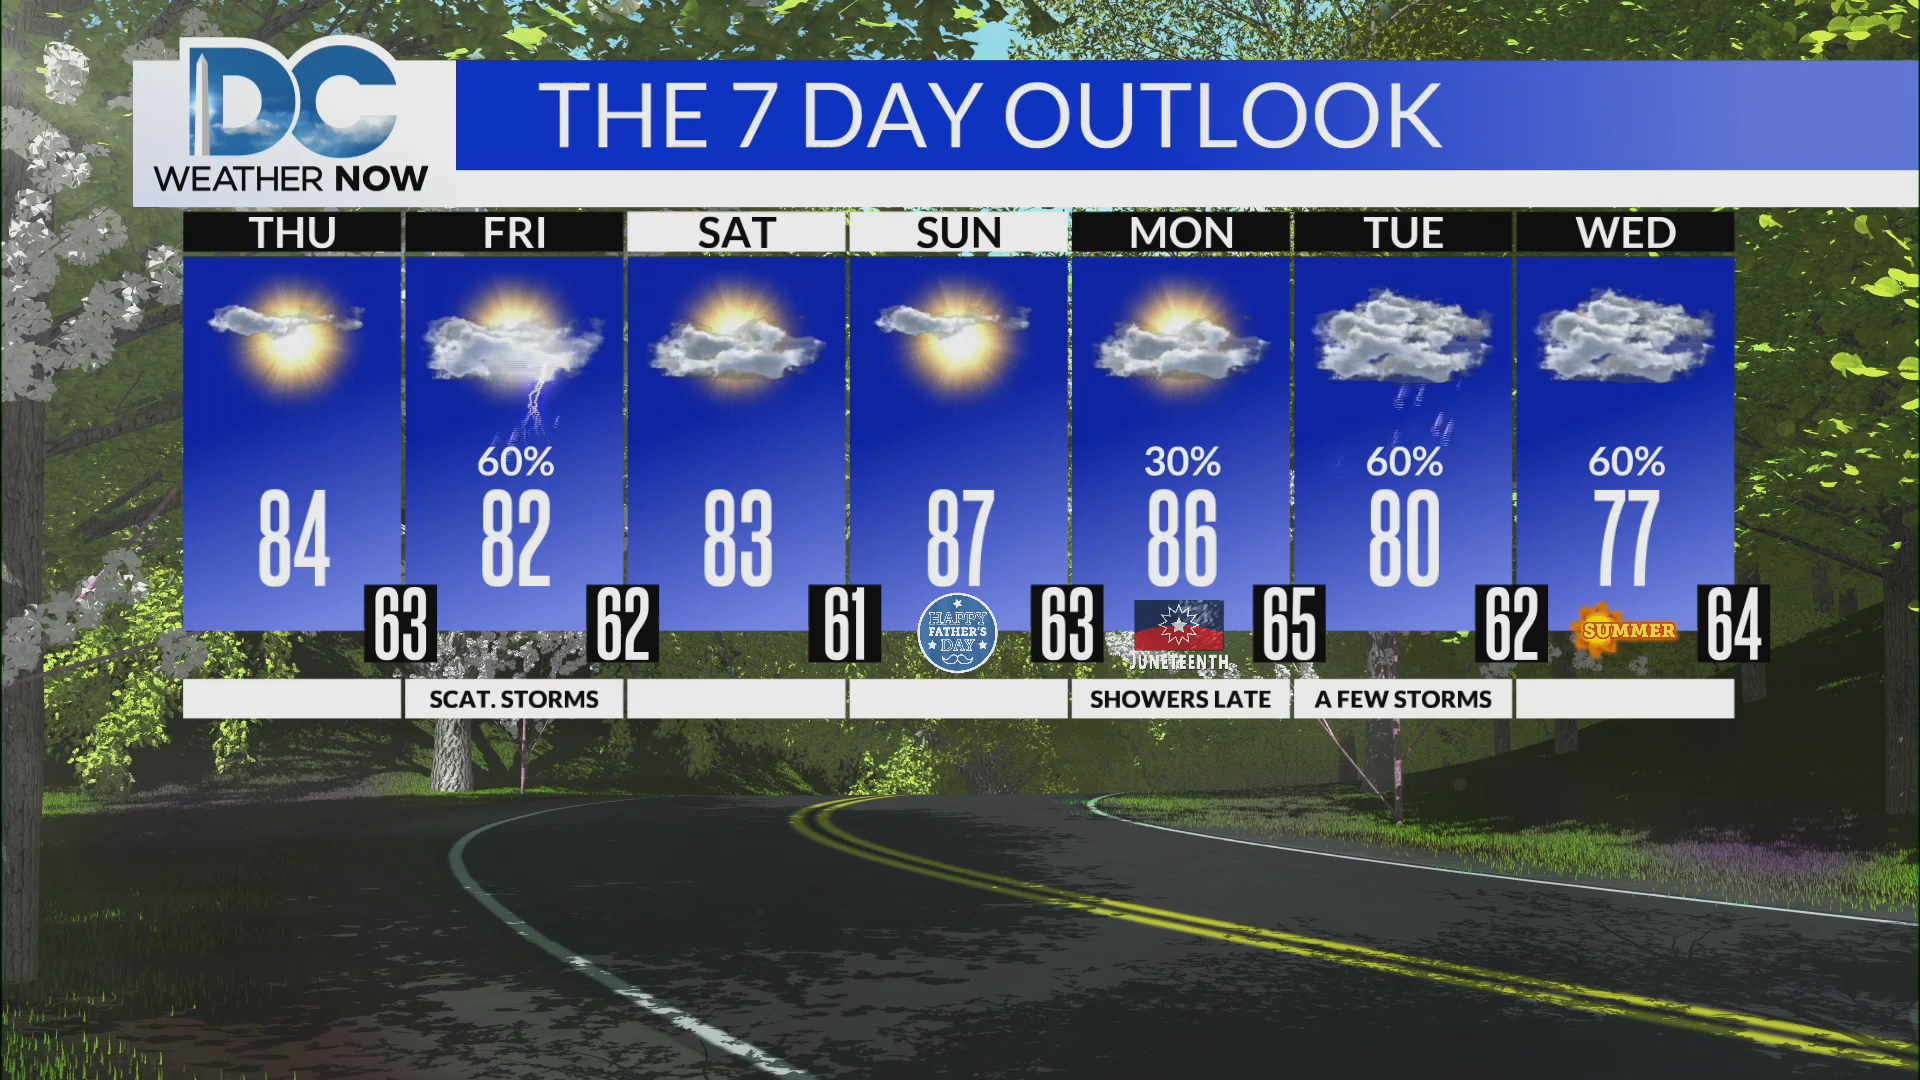 DC
WEATHER NOW
THE 7 DAY OUTLOOK
THU FRI SAT SUN MON TUE WED
60% 30% 60% 60%
84 82 83 87 86 80 77
63 62 61 63 65 62 64
HAPPY
FATHER'S
DAY
JUNETEENTH
SUMMER
SCAT. STORMS SHOWERS LATE A FEW STORMS